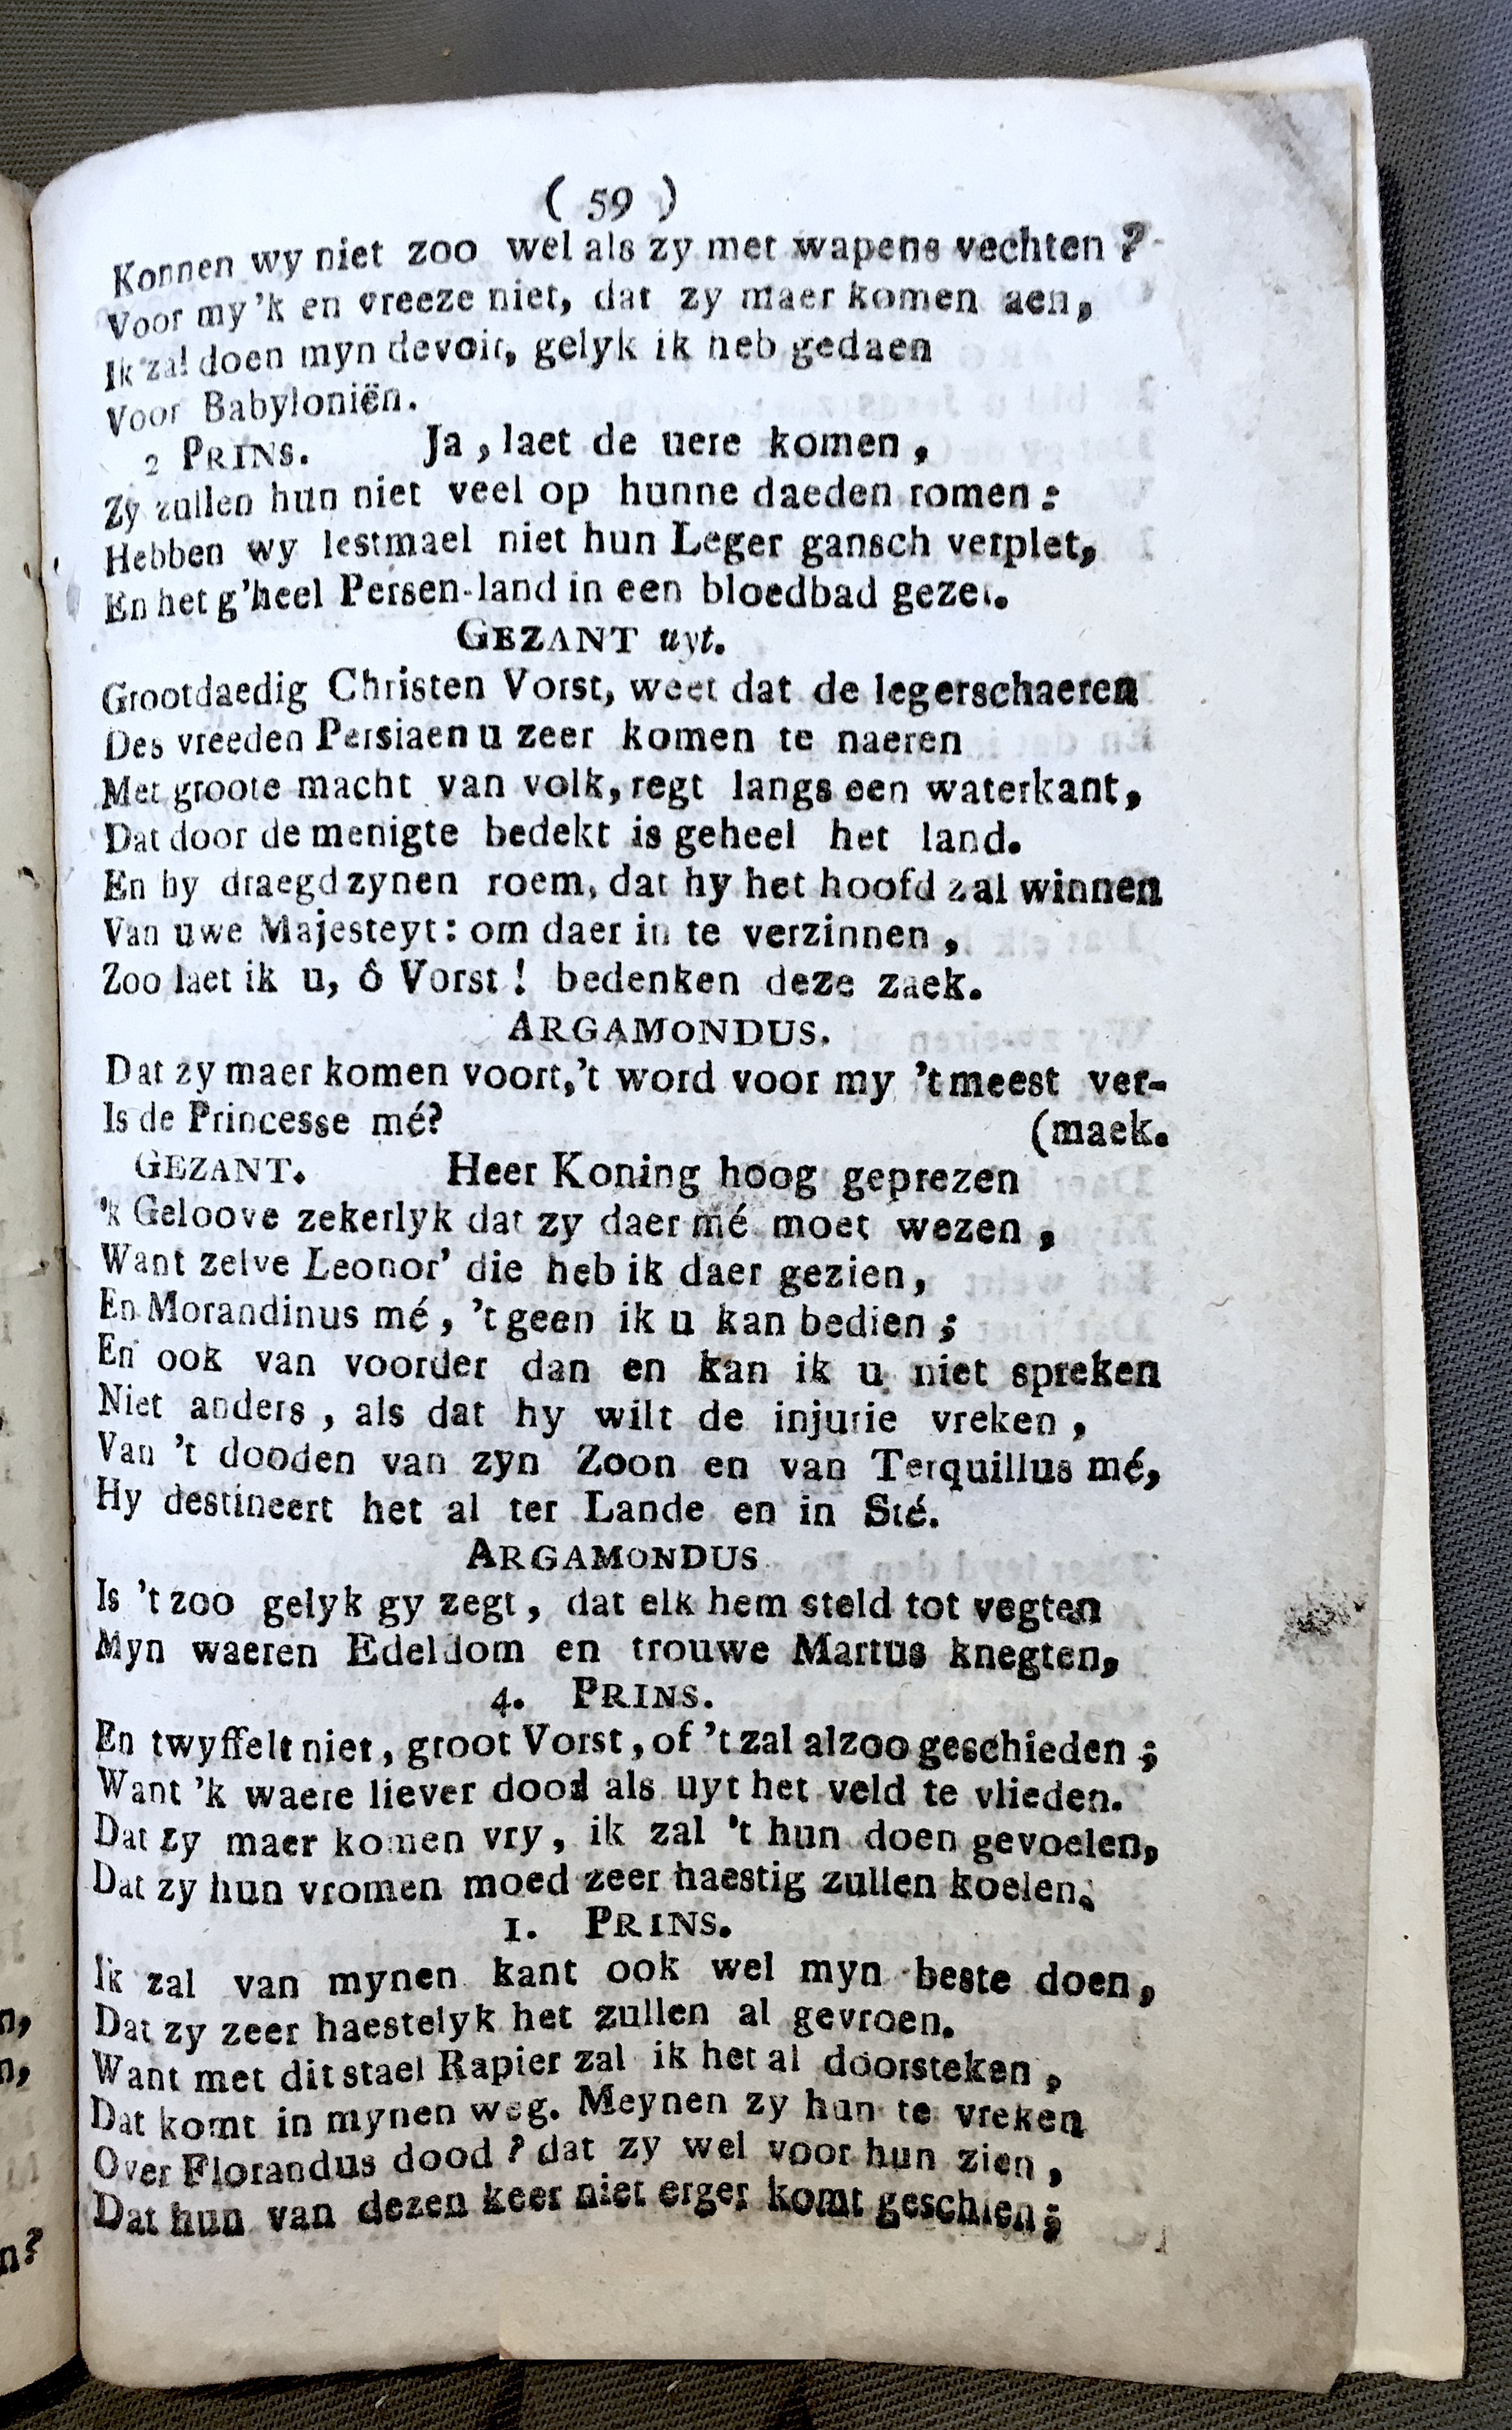 ( 59 )
Konnen wy niet zoo wel als zy met wapens vechten?
Voor my 'k en vreeze niet, dat zy maer komen aen,
Ik zal doen myn devoir, gelyk ik heb gedaen
Voor Babyloniën.
2 PRINS. Ja, laet de uere komen,
Zy zullen hun niet veel op hunne daeden romen:
Hebben wy lestmael niet hun Leger gansch verplet,
En het g'heel Persen-land in een bloedbad gezet.
GEZANT uyt.
Grootdaedig Christen Vorst, weet dat de legerschaeren
Des vreeden Persiaen u zeer komen te naeren
Met groote macht van volk, regt langs een waterkant,
Dat door de menigte bedekt is geheel het land.
En hy draegd zynen roem, dat hy het hoofd zal winnen
Van uwe Majesteyt: om daer in te verzinnen,
Zoo laet ik u, ô Vorst! bedenken deze zaek.
ARGAMONDUS.
Dat zy maer komen voort, 't word voor my 't meest ver-
Is de Princesse mé? (maek.
GEZANT. Heer Koning hoog geprezen
'k Geloove zekerlyk dat zy daer mé moet wezen,
Want zelve Leonor' die heb ik daer gezien,
En Morandinus mé, 't geen ik u kan bedien;
En ook van voorder dan en kan ik u niet spreken
Niet anders, als dat hy wilt de injurie vreken,
Van 't dooden van zyn Zoon en van Terquillus mé,
Hy destineert het al ter Lande en in Sté.
ARGAMONDUS
Is 't zoo gelyk gy zegt, dat elk hem steld tot vegten
Myn waeren Edeldom en trouwe Martus knegten,
4. PRINS.
En twyffelt niet, groot Vorst, of 't zal alzoo geschieden;
Want 'k waere liever dood als uyt het veld te vlieden.
Dat zy maer komen vry, ik zal 't hun doen gevoelen,
Dat zy hun vromen moed zeer haestig zullen koelen.
1. PRINS.
Ik zal van mynen kant ook wel myn beste doen,
Dat zy zeer haestelyk het zullen al gevroen.
Want met dit stael Rapier zal ik het al doorsteken,
Dat komt in mynen weg. Meynen zy hun te vreken
Over Florandus dood? dat zy wel voor hun zien,
Dat hun van dezen keer niet erger komt geschien;
n,
n,
n?